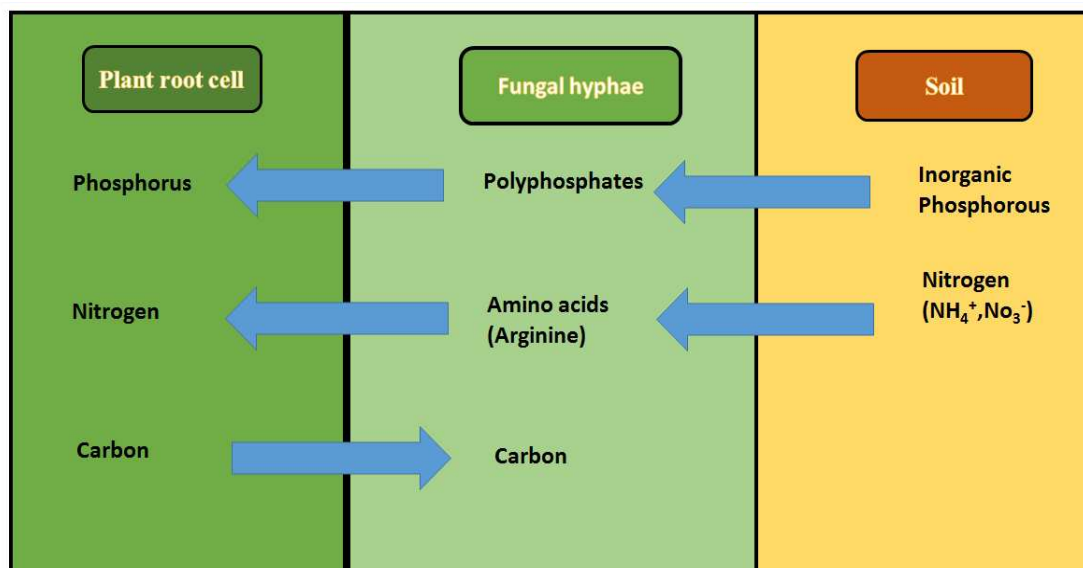 Plant root cell
Fungal hyphae
Soil
Phosphorus
Polyphosphates
Inorganic
Phosphorous
Nitrogen
Amino acids
(Arginine)
Nitrogen
(NH₄⁺,No₃⁻)
Carbon
Carbon